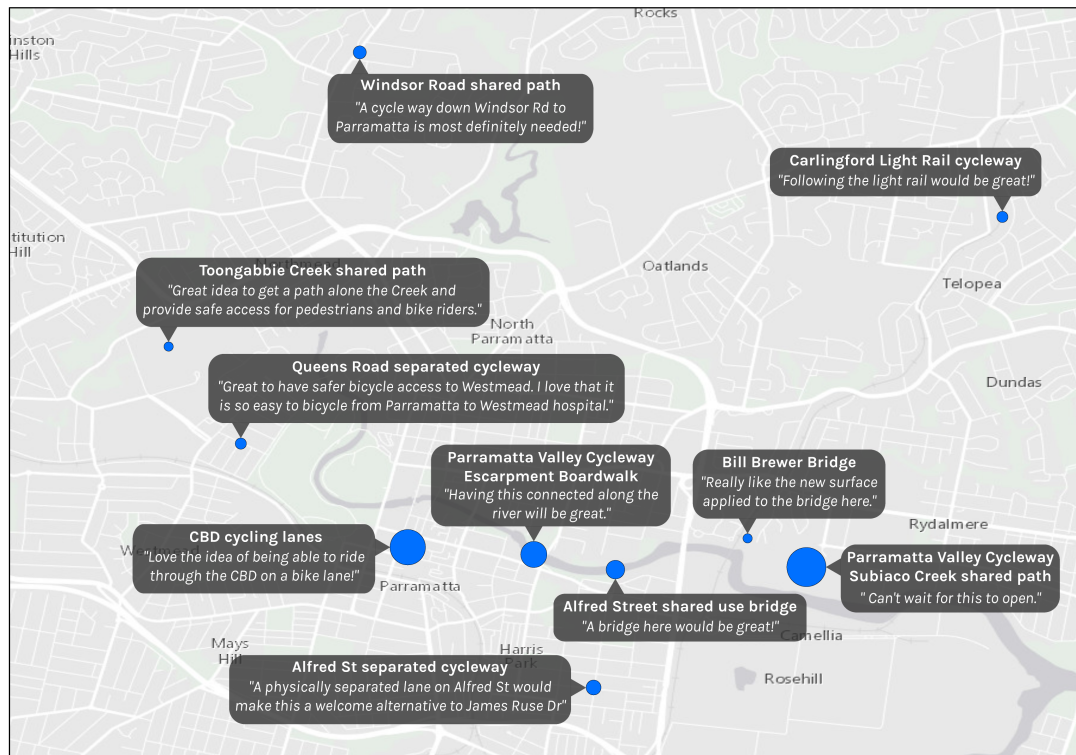 Rocks
inston
Hills
Windsor Road shared path
"A cycle way down Windsor Rd to
Parramatta is most definitely needed!"
Carlingford Light Rail cycleway
"Following the light rail would be great!"
titution
Hill
Oatlands
Telopea
Toongabbie Creek shared path
"Great idea to get a path alone the Creek and
provide safe access for pedestrians and bike riders."
North
Parramatta
Dundas
Queens Road separated cycleway
"Great to have safer bicycle access to Westmead. I love that it
is so easy to bicycle from Parramatta to Westmead hospital."
Parramatta Valley Cycleway
Escarpment Boardwalk
"Having this connected along the
river will be great."
Bill Brewer Bridge
"Really like the new surface
applied to the bridge here."
Rydalmere
CBD cycling lanes
"Love the idea of being able to ride
through the CBD on a bike lane!"
Parramatta
Parramatta Valley Cycleway
Subiaco Creek shared path
" Can't wait for this to open."
Alfred Street shared use bridge
"A bridge here would be great!"
Camellia
Mays
Hill
Harris
Park
Alfred St separated cycleway
"A physically separated lane on Alfred St would
make this a welcome alternative to James Ruse Dr"
Rosehill